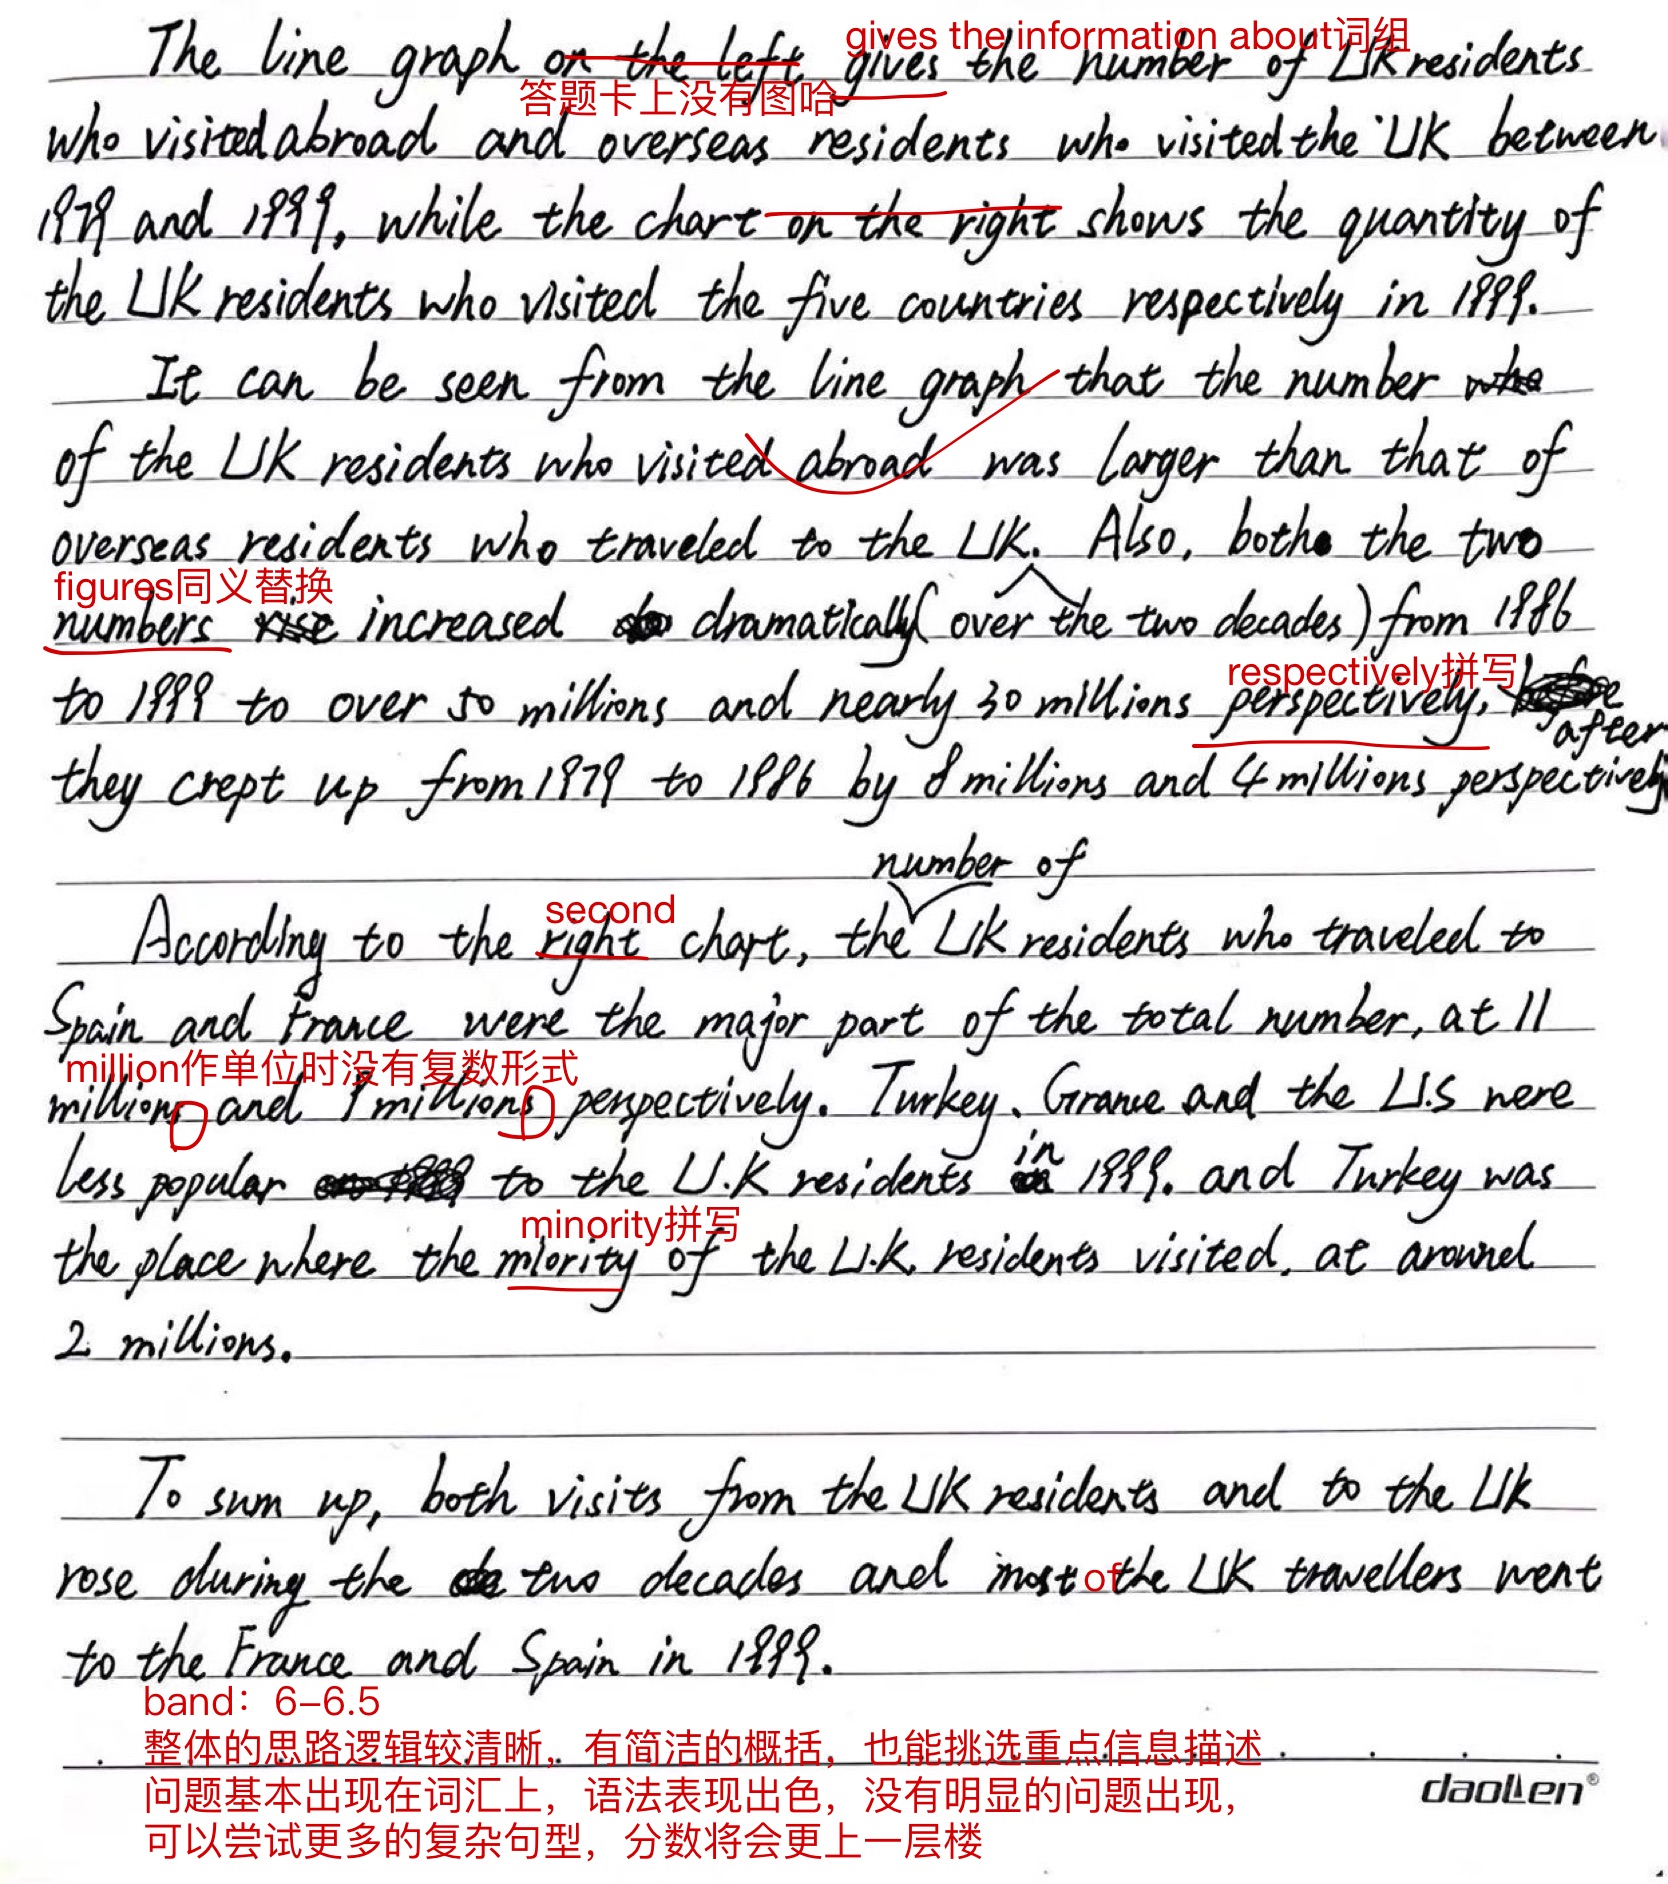 gives the information about词组
The line graph on the left gives the number of UK residents
答题卡上没有图哈
who visited abroad and overseas residents who visited the UK between
1979 and 1999, while the chart on the right shows the quantity of
the UK residents who visited the five countries respectively in 1999.
It can be seen from the line graph that the number who
of the UK residents who visited abroad was larger than that of
overseas residents who traveled to the UK. Also, both the two
figures同义替换
numbers rise increased dramatically (over the two decades) from 1986
respectively拼写
to 1999 to over 50 millions and nearly 30 millions perspectively, before
after
they crept up from 1979 to 1986 by 8 millions and 4 millions perspectively
number of
second
According to the right chart, the UK residents who traveled to
Spain and France were the major part of the total number, at 11
million作单位时没有复数形式
millions and 9 millions perspectively. Turkey, Grance and the U.S were
in
less popular to the U.K residents 1999. and Turkey was
minority拼写
the place where the miority of the U.K. residents visited, at around
2 millions.
To sum up, both visits from the UK residents and to the UK
rose during the two decades and most of the UK travellers went
to the France and Spain in 1999.
band：6-6.5
整体的思路逻辑较清晰，有简洁的概括，也能挑选重点信息描述
问题基本出现在词汇上，语法表现出色，没有明显的问题出现，
可以尝试更多的复杂句型，分数将会更上一层楼
daolien®